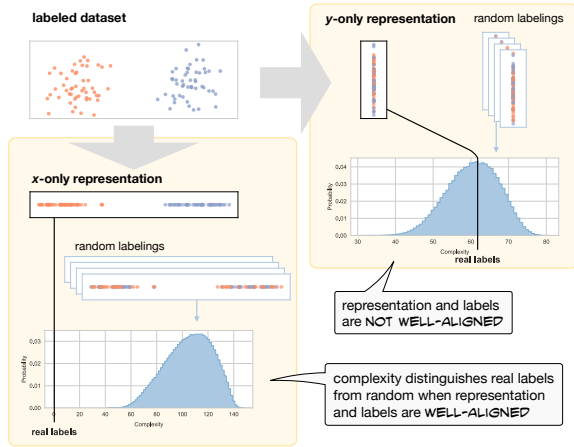 labeled dataset
y-only representation
random labelings
0.04
0.03
0.02
0.01
0.00
Probability
30
40
50
60
70
80
Complexity
real labels
representation and labels
are NOT WELL-ALIGNED
x-only representation
random labelings
0.03
0.02
0.01
0.00
Probability
0
20
40
60
80
100
120
140
Complexity
real labels
complexity distinguishes real labels
from random when representation
and labels are WELL-ALIGNED